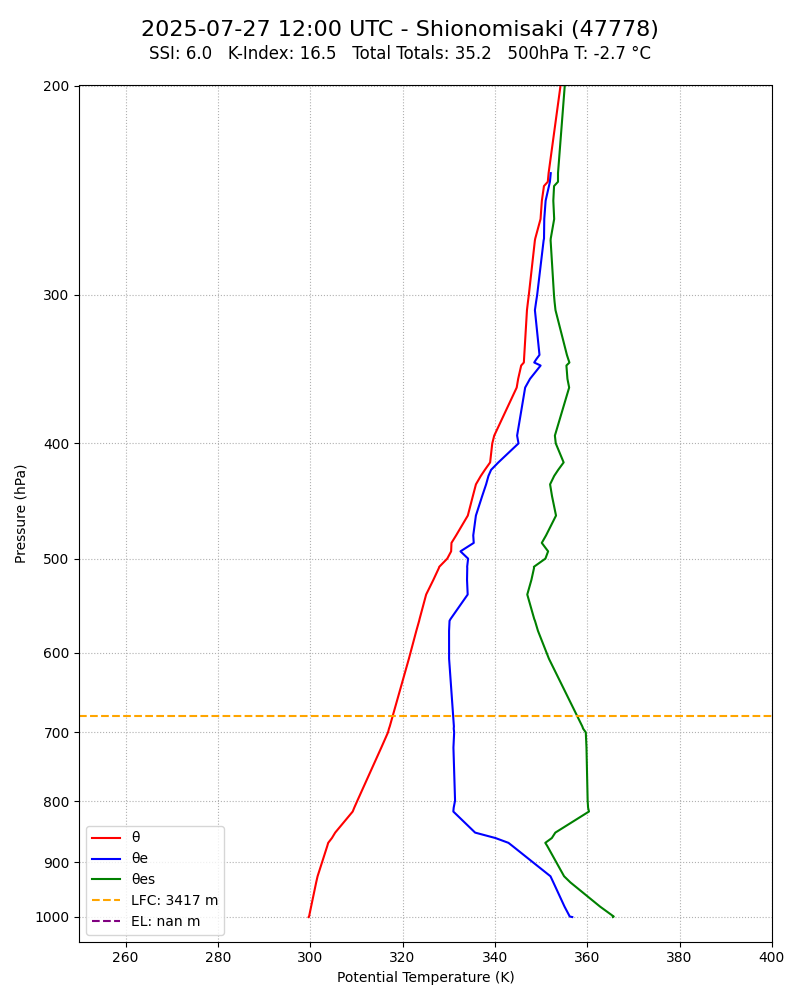 2025-07-27 12:00 UTC - Shionomisaki (47778)
SSI: 6.0   K-Index: 16.5   Total Totals: 35.2   500hPa T: -2.7 °C
200
300
400
500
600
700
800
900
1000
Pressure (hPa)
θ
θe
θes
LFC: 3417 m
EL: nan m
260
280
300
320
340
360
380
400
Potential Temperature (K)